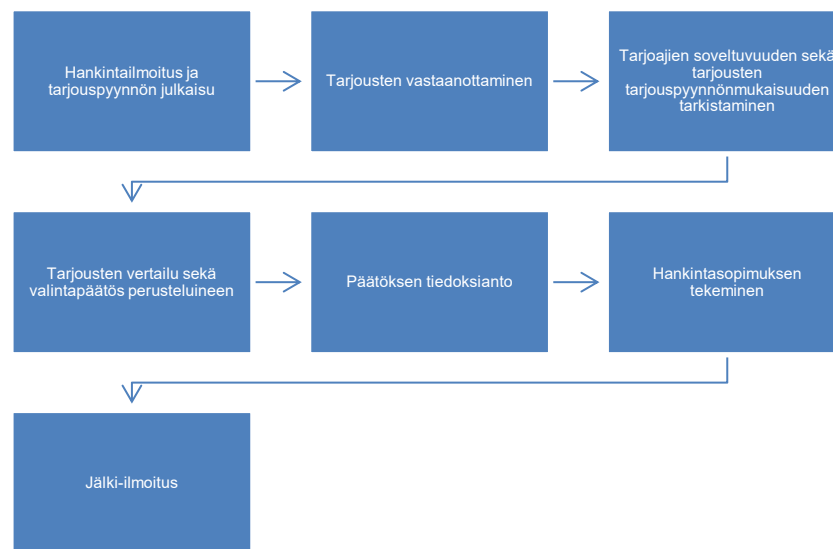 Hankintailmoitus ja
tarjouspyynnön julkaisu
Tarjousten vastaanottaminen
Tarjoajien soveltuvuuden sekä
tarjousten
tarjouspyynnönmukaisuuden
tarkistaminen
Tarjousten vertailu sekä
valintapäätös perusteluineen
Päätöksen tiedoksianto
Hankintasopimuksen
tekeminen
Jälki-ilmoitus